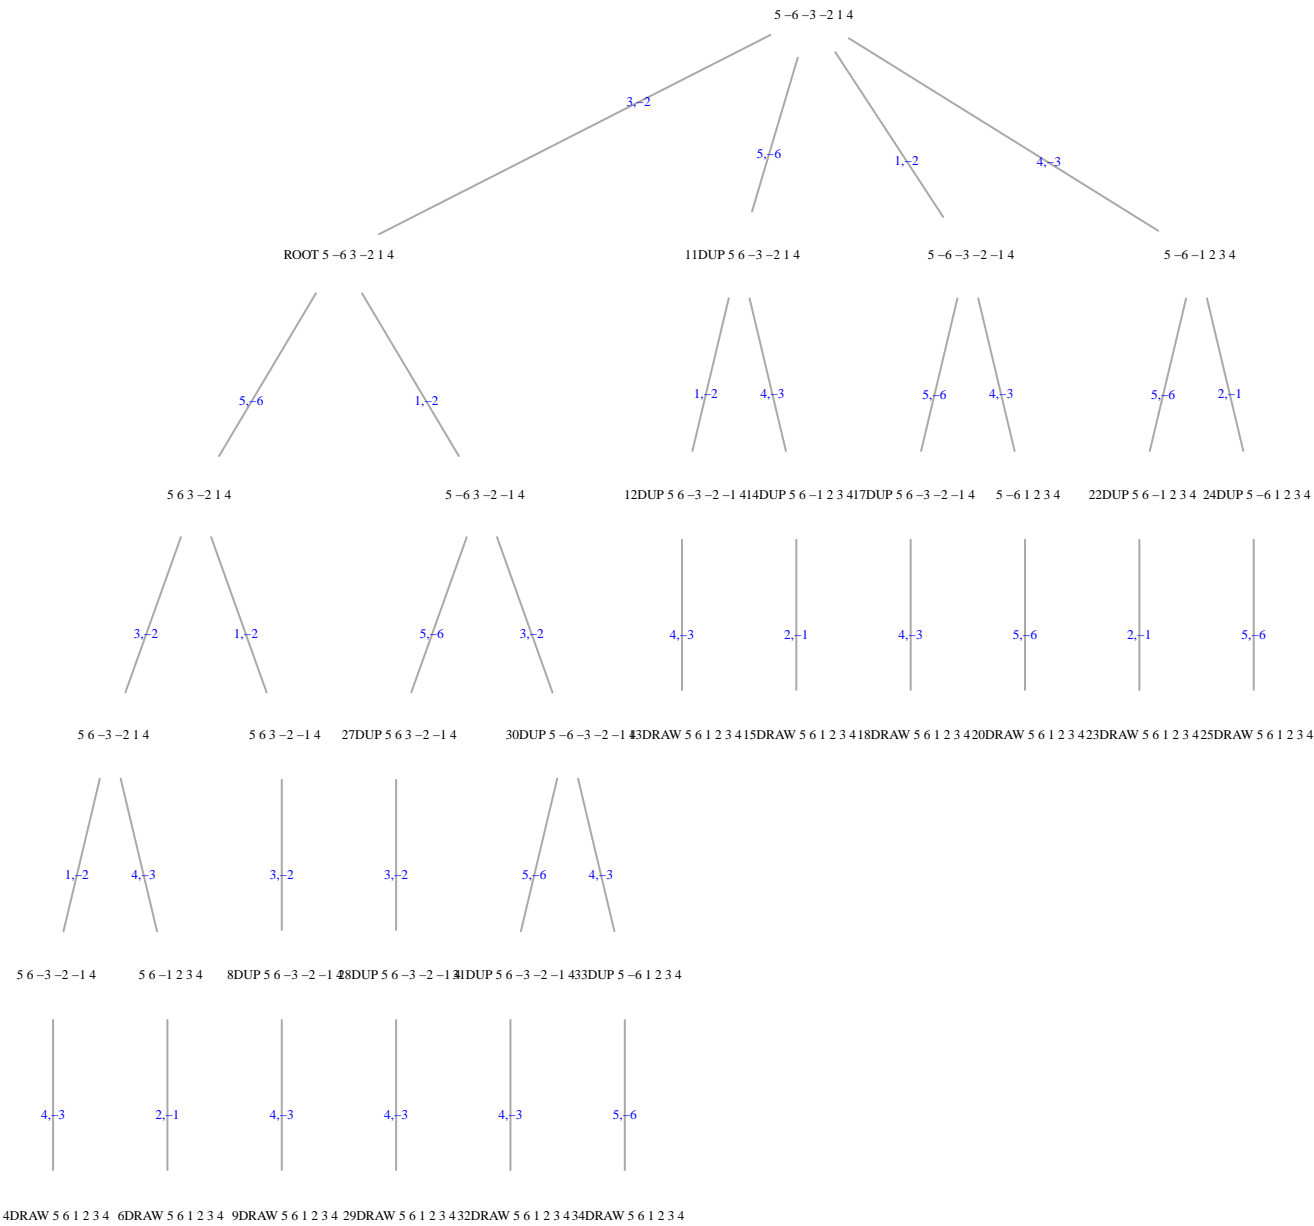 5 −6 −3 −2 1 4
3,−2
5,−6
1,−2
4,−3
ROOT 5 −6 3 −2 1 4
11DUP 5 6 −3 −2 1 4
5 −6 −3 −2 −1 4
5 −6 −1 2 3 4
5,−6
1,−2
1,−2
4,−3
5,−6
4,−3
5,−6
2,−1
5 6 3 −2 1 4
5 −6 3 −2 −1 4
12DUP 5 6 −3 −2 −1 4
14DUP 5 6 −1 2 3 4
17DUP 5 6 −3 −2 −1 4
5 −6 1 2 3 4
22DUP 5 6 −1 2 3 4
24DUP 5 −6 1 2 3 4
3,−2
1,−2
5,−6
3,−2
4,−3
2,−1
4,−3
5,−6
2,−1
5,−6
5 6 −3 −2 1 4
5 6 3 −2 −1 4
27DUP 5 6 3 −2 −1 4
30DUP 5 −6 −3 −2 −1 4
13DRAW 5 6 1 2 3 4
15DRAW 5 6 1 2 3 4
18DRAW 5 6 1 2 3 4
20DRAW 5 6 1 2 3 4
23DRAW 5 6 1 2 3 4
25DRAW 5 6 1 2 3 4
1,−2
4,−3
3,−2
3,−2
5,−6
4,−3
5 6 −3 −2 −1 4
5 6 −1 2 3 4
8DUP 5 6 −3 −2 −1 4
28DUP 5 6 −3 −2 −1 4
31DUP 5 6 −3 −2 −1 4
33DUP 5 −6 1 2 3 4
4,−3
2,−1
4,−3
4,−3
4,−3
5,−6
4DRAW 5 6 1 2 3 4
6DRAW 5 6 1 2 3 4
9DRAW 5 6 1 2 3 4
29DRAW 5 6 1 2 3 4
32DRAW 5 6 1 2 3 4
34DRAW 5 6 1 2 3 4